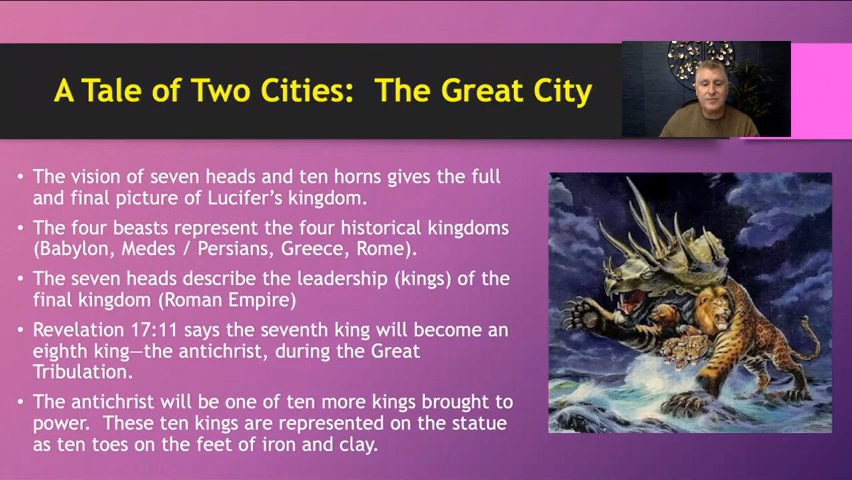 A Tale of Two Cities:  The Great City
• The vision of seven heads and ten horns gives the full
and final picture of Lucifer's kingdom.
• The four beasts represent the four historical kingdoms
(Babylon, Medes / Persians, Greece, Rome).
• The seven heads describe the leadership (kings) of the
final kingdom (Roman Empire)
• Revelation 17:11 says the seventh king will become an
eighth king—the antichrist, during the Great
Tribulation.
• The antichrist will be one of ten more kings brought to
power.  These ten kings are represented on the statue
as ten toes on the feet of iron and clay.